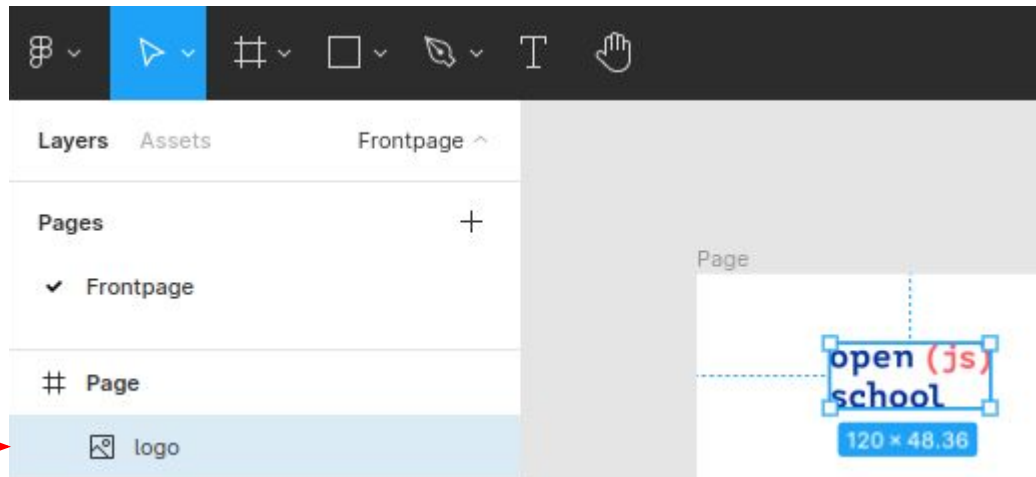 T
Layers Assets Frontpage
Pages
Frontpage
Page
logo
Page
open (js)
school
120 × 48.36